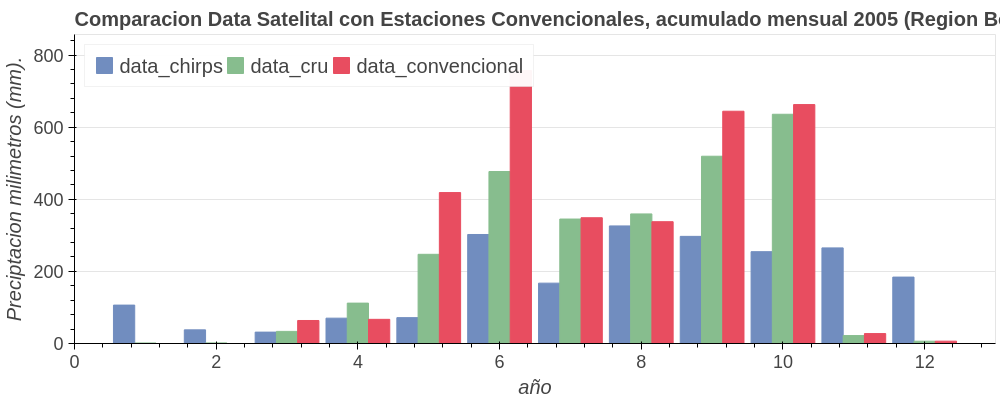 Comparacion Data Satelital con Estaciones Convencionales, acumulado mensual 2005 (Region
data_chirps data_cru data_convencional
Preciptacion milimetros (mm).
800
600
400
200
0
0 2 4 6 8 10 12
año